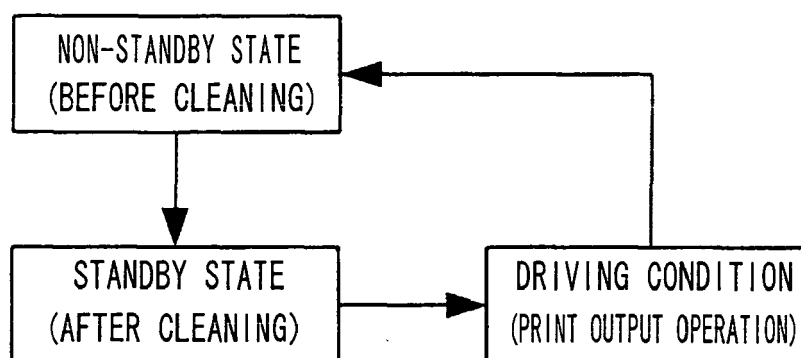 NON-STANDBY STATE
(BEFORE CLEANING)
STANDBY STATE
(AFTER CLEANING)
DRIVING CONDITION
(PRINT OUTPUT OPERATION)